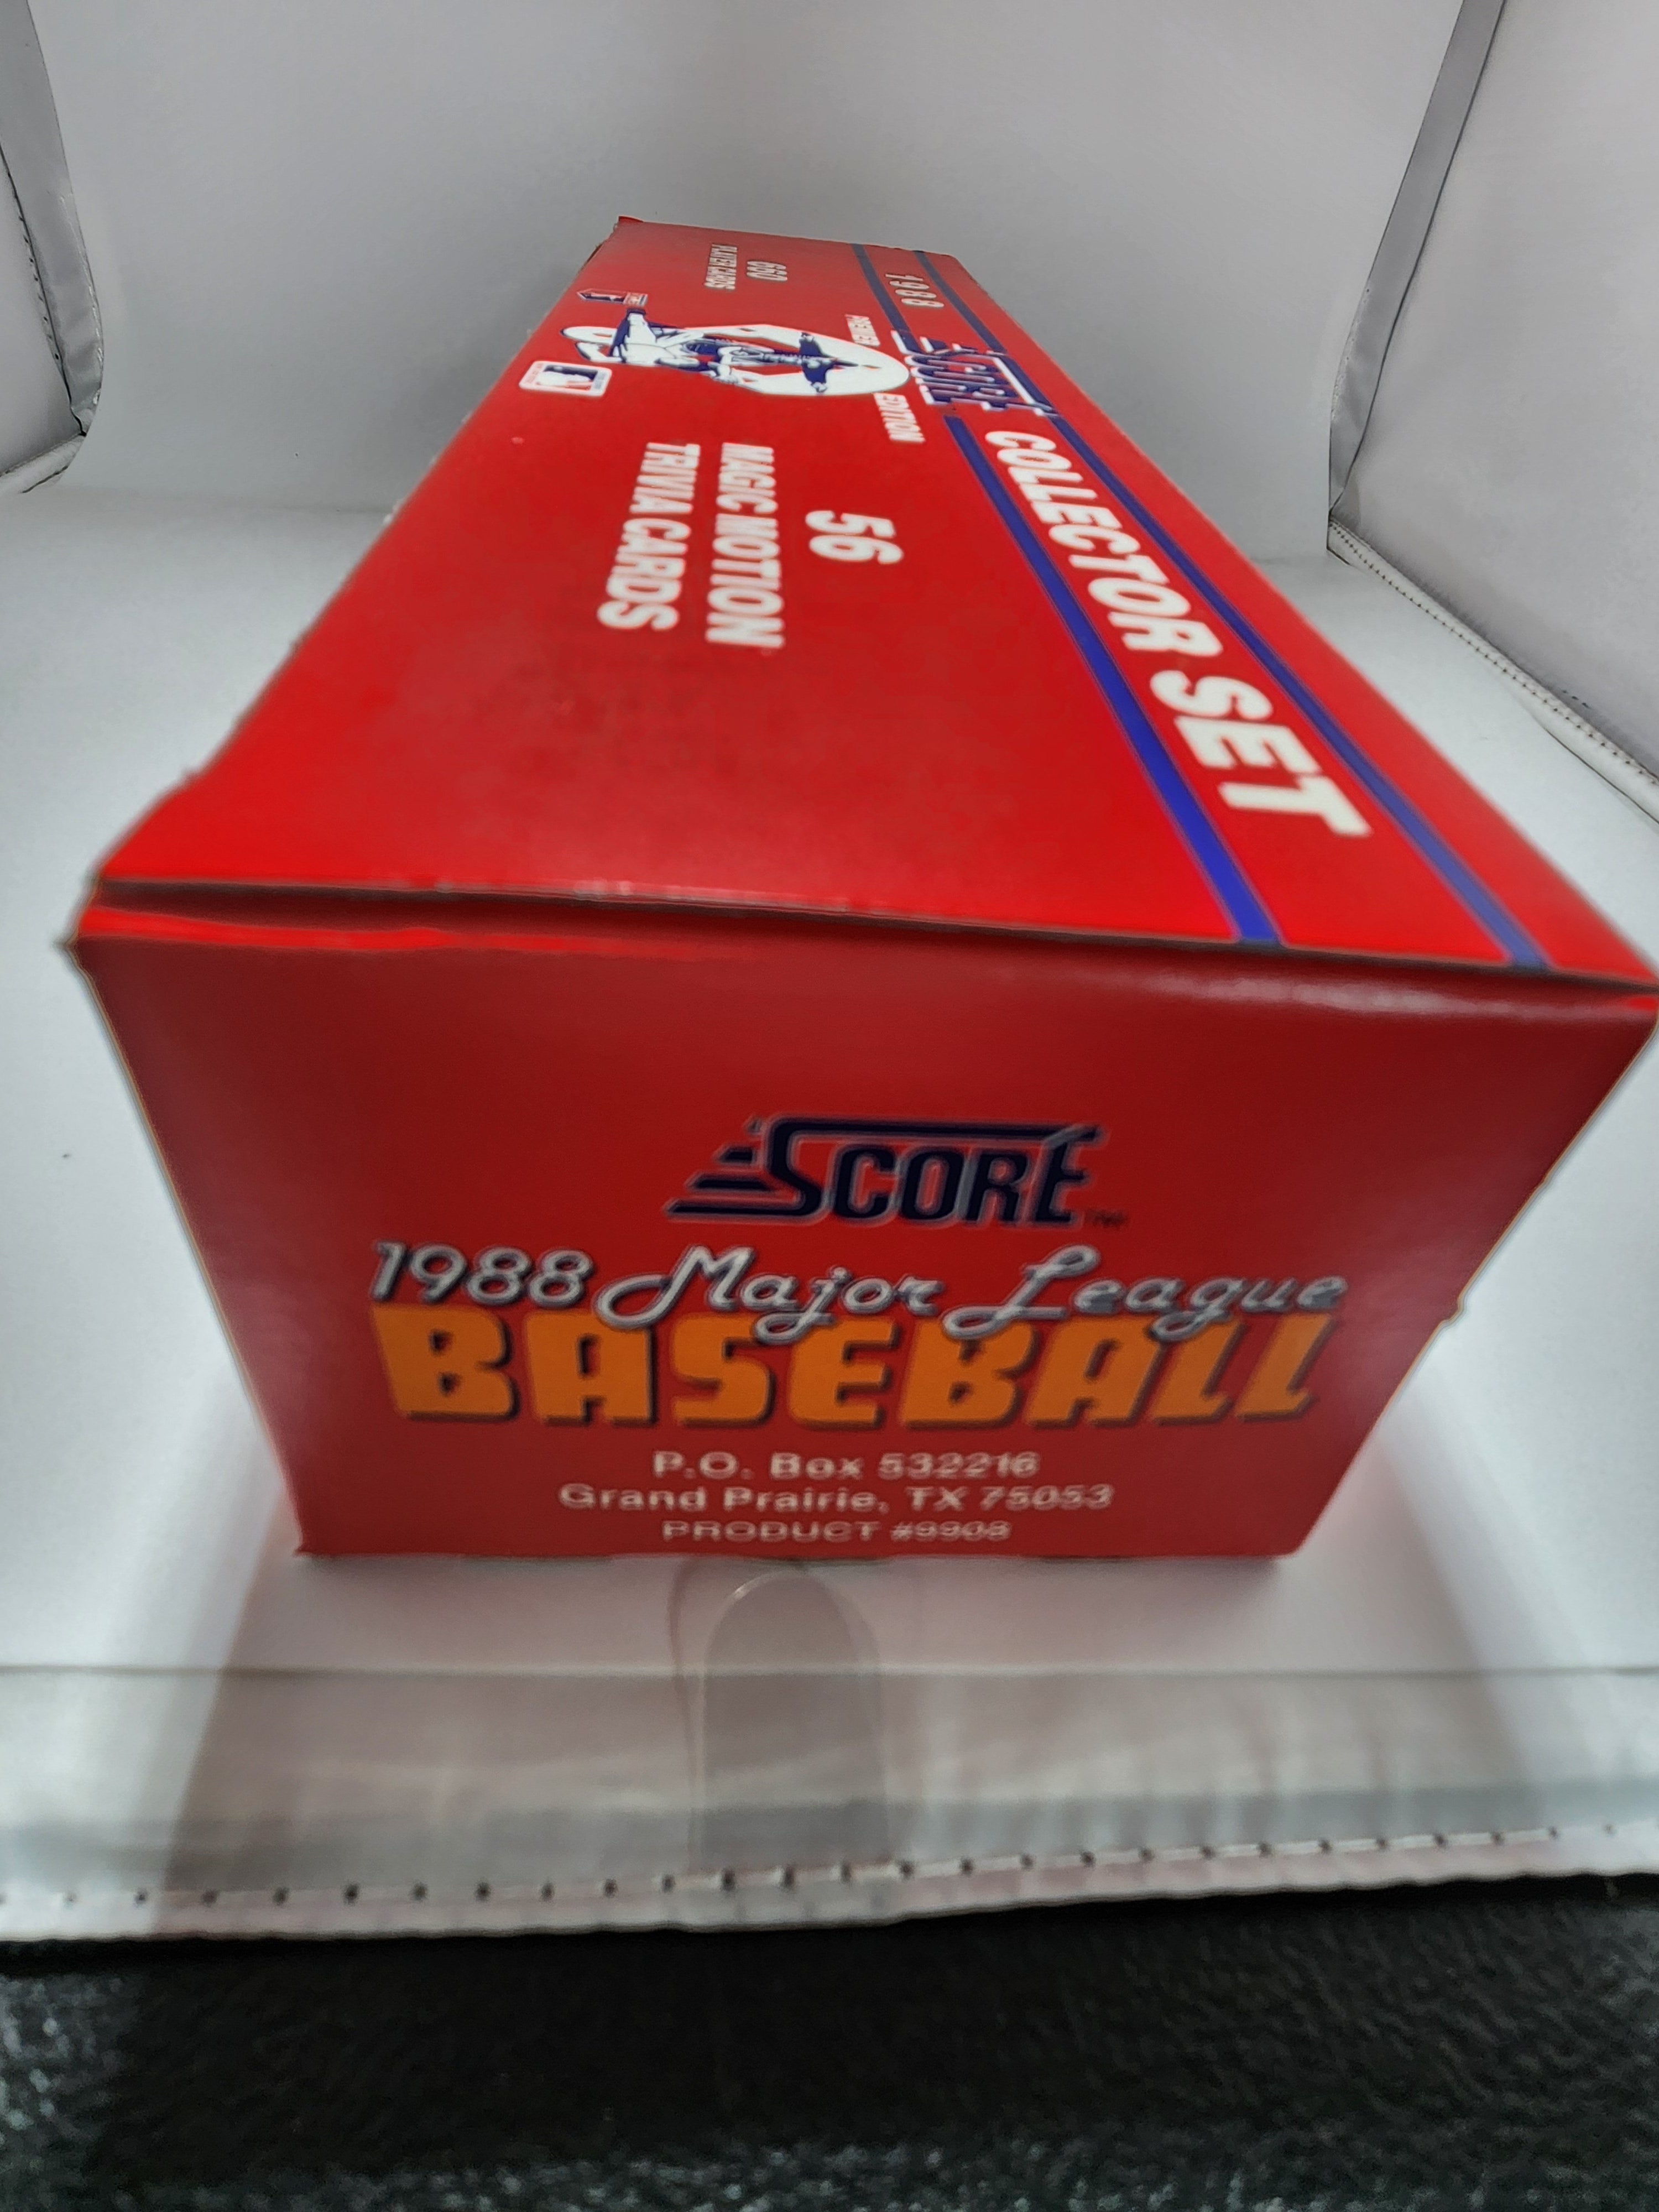 1988 SCORE COLLECTOR SET
PREMIER EDITION
660
PLAYER CARDS
56
MAGIC MOTION
TRIVIA CARDS
SCORE™
1988 Major League
BASEBALL
P.O. Box 532216
Grand Prairie, TX 75053
PRODUCT #9908